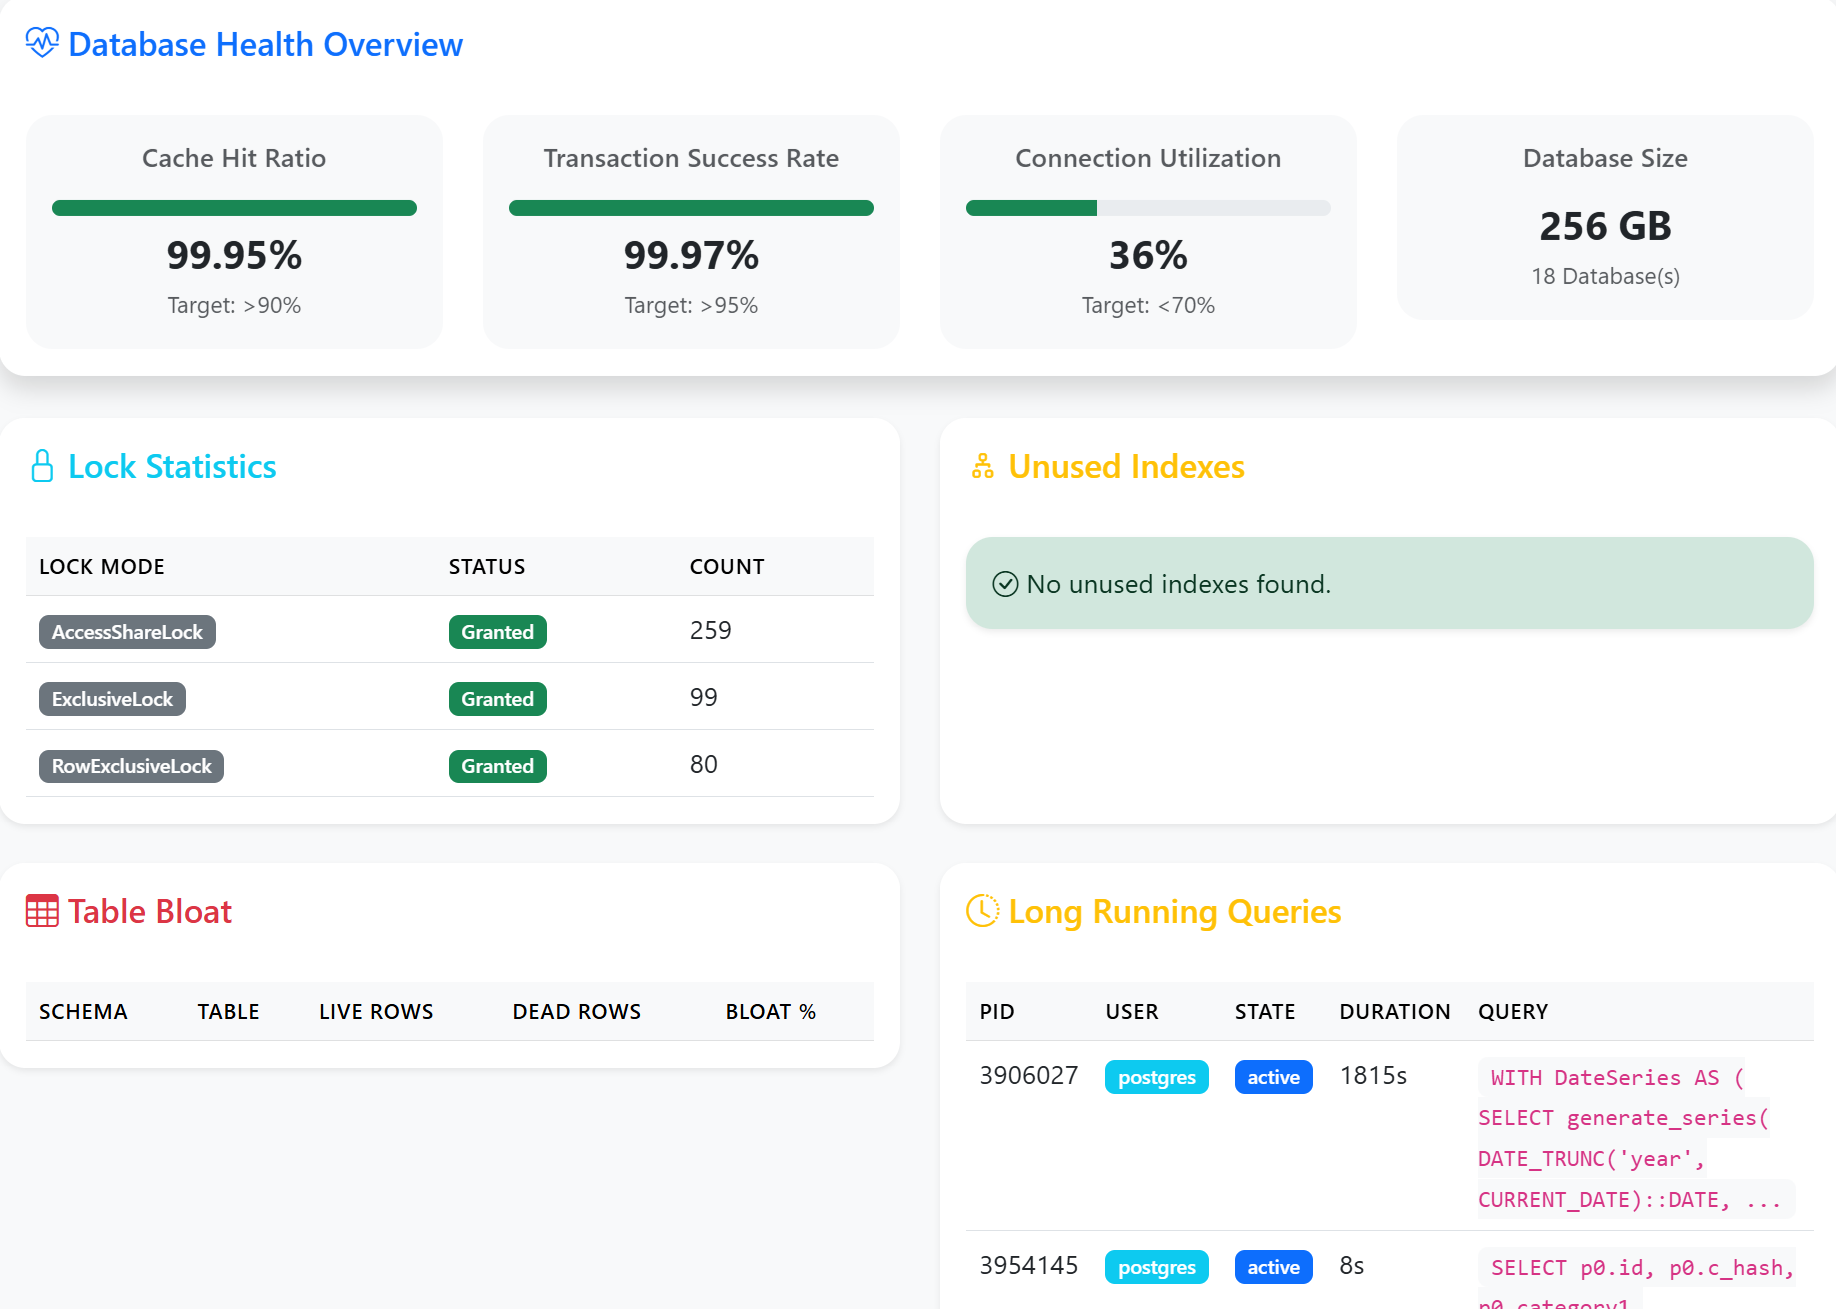 Database Health Overview
Cache Hit Ratio
99.95%
Target: >90%
Transaction Success Rate
99.97%
Target: >95%
Connection Utilization
36%
Target: <70%
Database Size
256 GB
18 Database(s)
Lock Statistics
LOCK MODE STATUS COUNT
AccessShareLock Granted 259
ExclusiveLock Granted 99
RowExclusiveLock Granted 80
Unused Indexes
No unused indexes found.
Table Bloat
SCHEMA TABLE LIVE ROWS DEAD ROWS BLOAT %
Long Running Queries
PID USER STATE DURATION QUERY
3906027 postgres active 1815s WITH DateSeries AS (
SELECT generate_series(
DATE_TRUNC('year',
CURRENT_DATE)::DATE, ...
3954145 postgres active 8s SELECT p0.id, p0.c_hash,
p0.category1